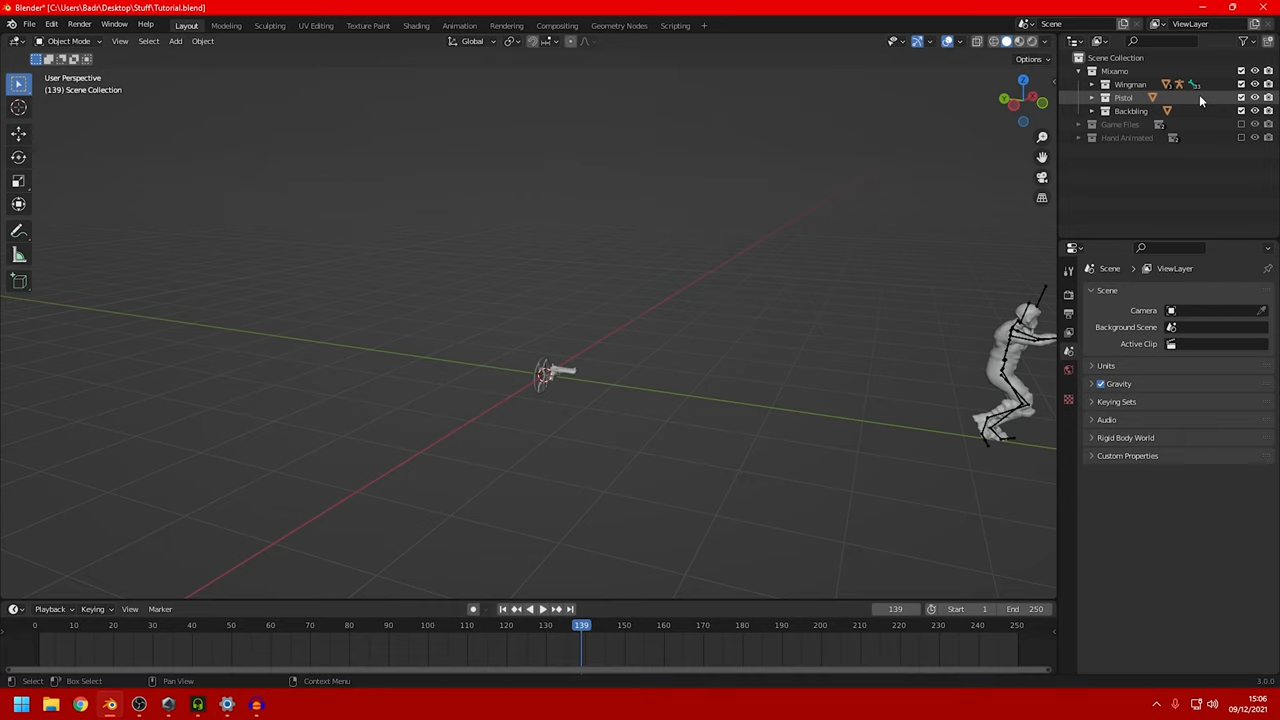 Blender* [C:\Users\Badr\Desktop\Stuff\Tutorial.blend]
File Edit Render Window Help Layout Modeling Sculpting UV Editing Texture Paint Shading Animation Rendering Compositing Geometry Nodes Scripting + Scene ViewLayer
Object Mode View Select Add Object Global
Options
User Perspective
(139) Scene Collection
Scene Collection
Mixamo
Wingman 3 33
Pistol
Backbling
Game Files 2
Hand Animated 2
Y X Z
Scene ViewLayer
Scene
Camera
Background Scene
Active Clip
Units
Gravity
Keying Sets
Audio
Rigid Body World
Custom Properties
Playback Keying View Marker 139 Start 1 End 250
0 10 20 30 40 50 60 70 80 90 100 110 120 130 139 150 160 170 180 190 200 210 220 230 240 250
Select Box Select Pan View Context Menu 3.0.0
15:06
09/12/2021